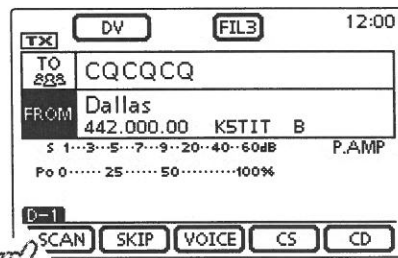 DV FIL3 12:00
TX
TO CQCQCQ
FROM Dallas
442.000.00 K5TIT B
S 1··3··5··7··9··20··40··60dB P.AMP
Po 0······25······50·········100%
D-1
SCAN SKIP VOICE CS CD